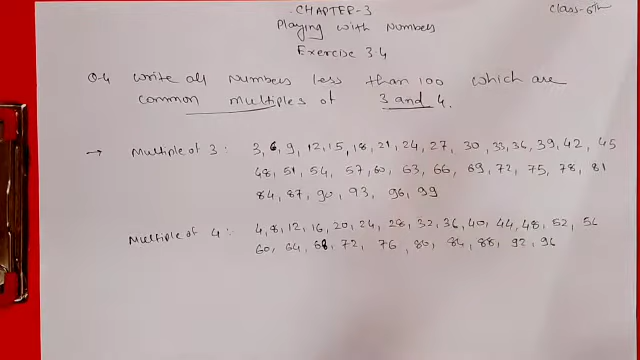 CHAPTER-3
Class-6th
Playing with Numbers
Exercise 3.4
Q.4 Write all Numbers less than 100 which are
common multiples of 3 and 4.
→ Multiple of 3 : 3, 6, 9, 12, 15, 18, 21, 24, 27, 30, 33, 36, 39, 42, 45
48, 51, 54, 57, 60, 63, 66, 69, 72, 75, 78, 81
84, 87, 90, 93, 96, 99
Multiple of 4 : 4, 8, 12, 16, 20, 24, 28, 32, 36, 40, 44, 48, 52, 56
60, 64, 68, 72, 76, 80, 84, 88, 92, 96